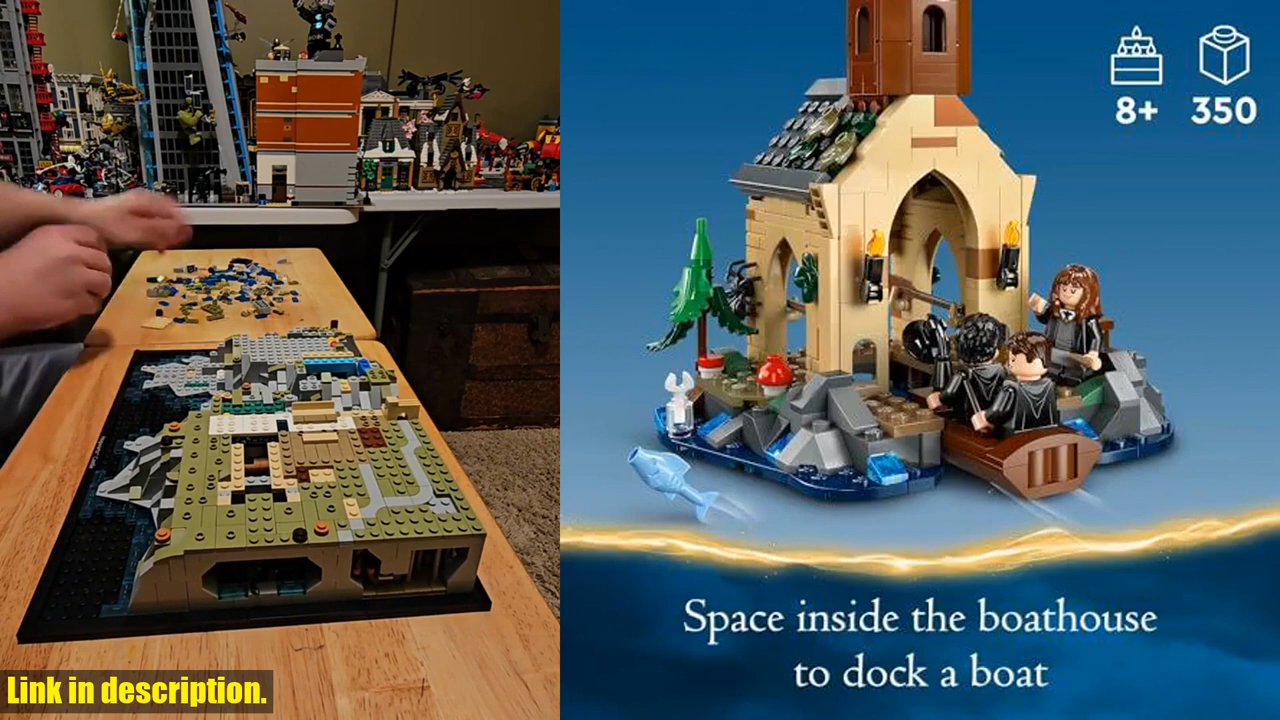 Link in description.
8+ 350
Space inside the boathouse
to dock a boat